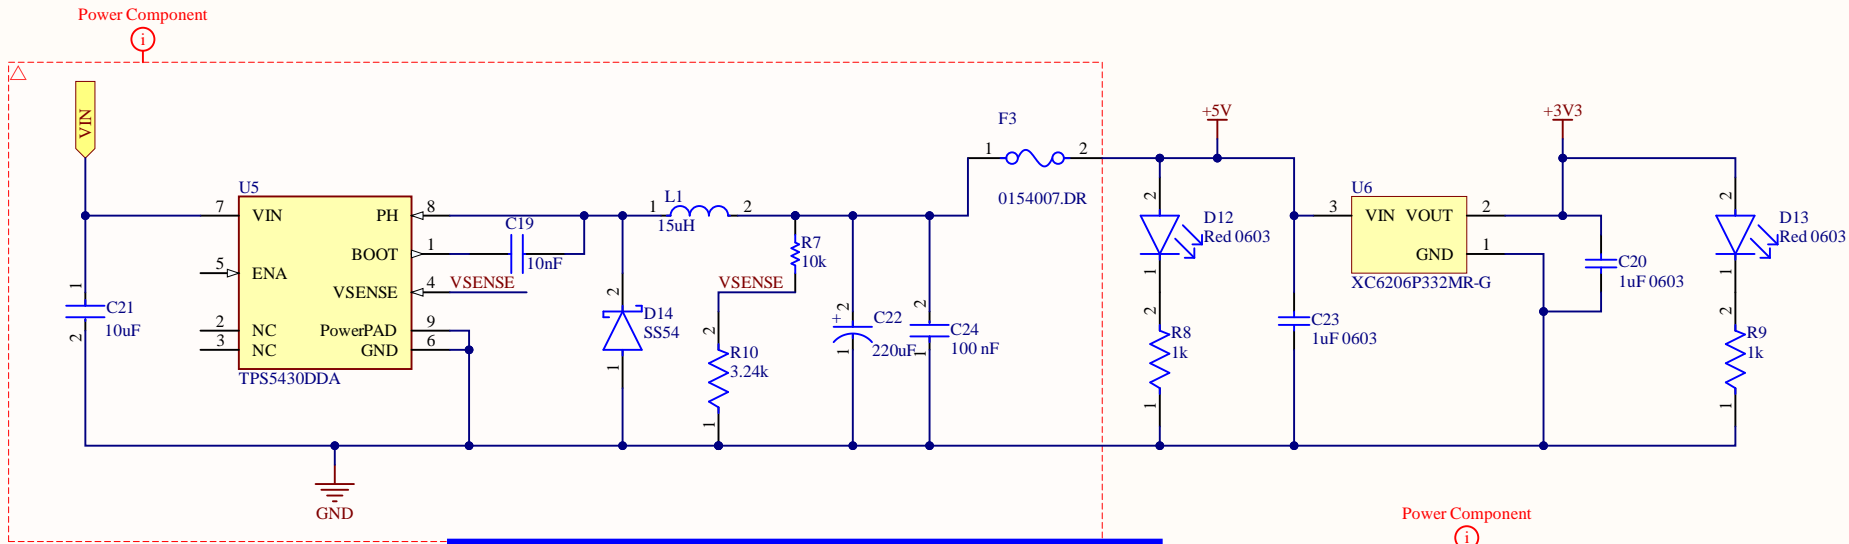 Power Component
i
VIN
U5
7
VIN
PH
8
BOOT
1
5
ENA
VSENSE
4
VSENSE
2
NC
PowerPAD
9
3
NC
GND
6
TPS5430DDA
1
C21
10uF
2
C19
10nF
1
L1
2
15uH
2
D14
SS54
1
R7
10k
VSENSE
2
R10
3.24k
1
+
2
C22
220uF
1
2
C24
100 nF
1
F3
1
2
0154007.DR
GND
+5V
2
D12
Red 0603
1
2
R8
1k
1
C23
1uF 0603
U6
3
VIN VOUT
2
GND
1
XC6206P332MR-G
+3V3
C20
1uF 0603
2
D13
Red 0603
1
2
R9
1k
1
Power Component
i